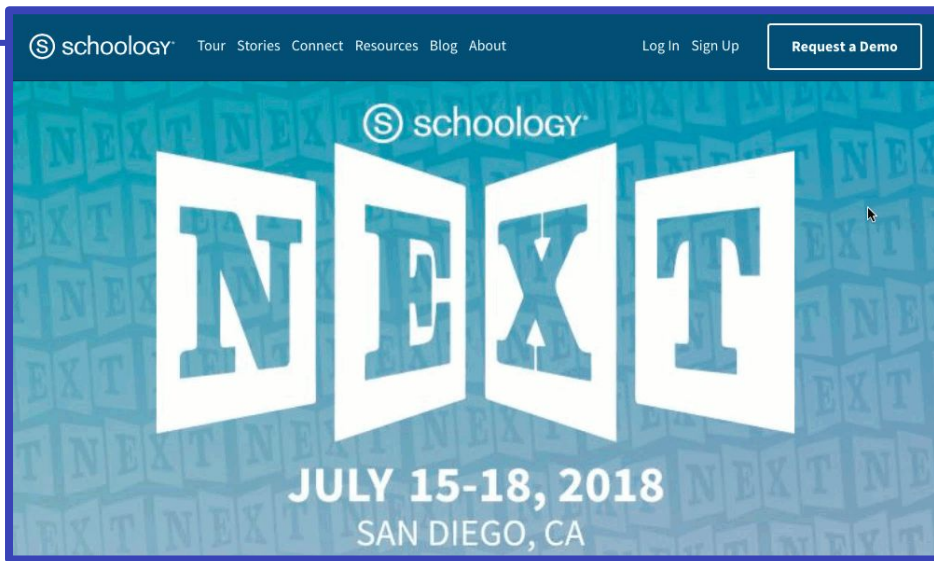 schoology Tour Stories Connect Resources Blog About Log In Sign Up Request a Demo
schoology
NEXT
JULY 15-18, 2018
SAN DIEGO, CA